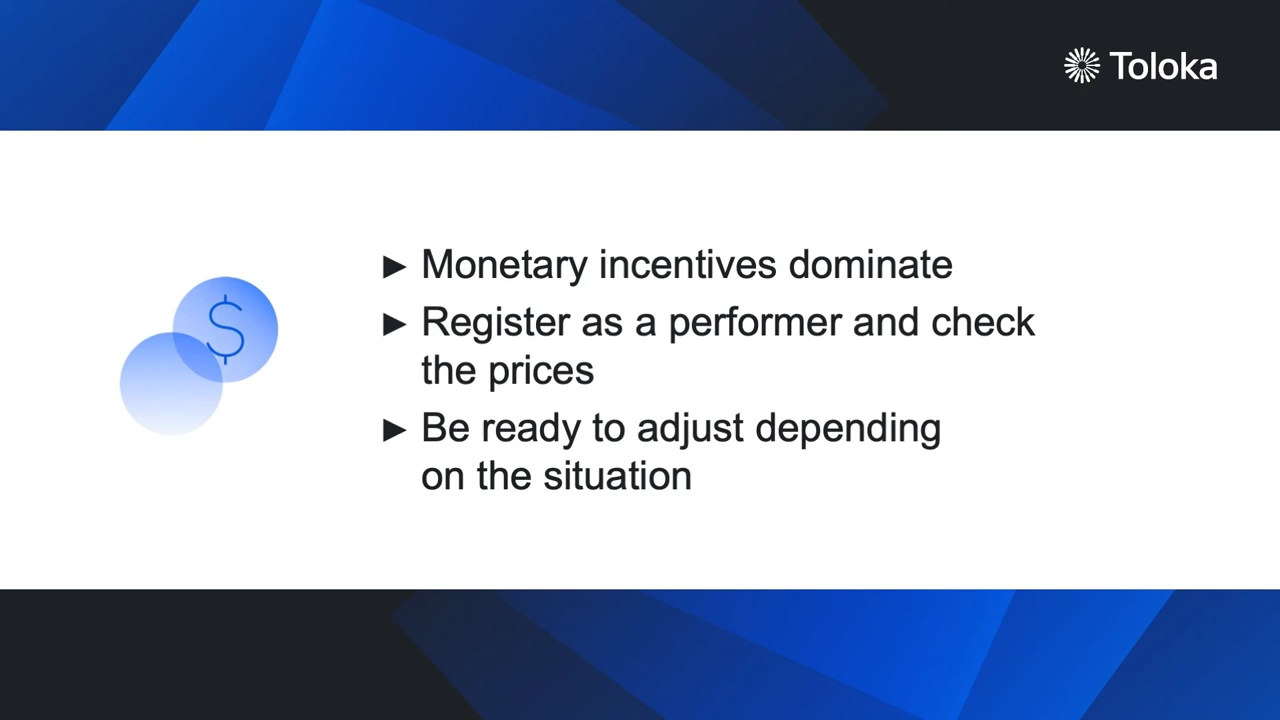 Toloka
$
► Monetary incentives dominate
► Register as a performer and check
the prices
► Be ready to adjust depending
on the situation